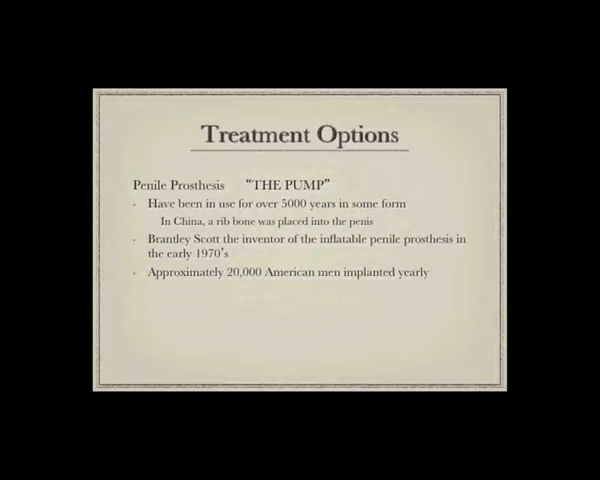 Treatment Options
Penile Prosthesis “THE PUMP”
• Have been in use for over 5000 years in some form
In China, a rib bone was placed into the penis
• Brantley Scott the inventor of the inflatable penile prosthesis in
the early 1970’s
• Approximately 20,000 American men implanted yearly